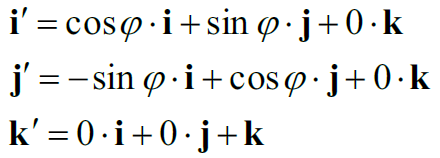 i′ = cosφ · i + sin φ · j + 0 · k
j′ = − sin φ · i + cosφ · j + 0 · k
k′ = 0 · i + 0 · j + k